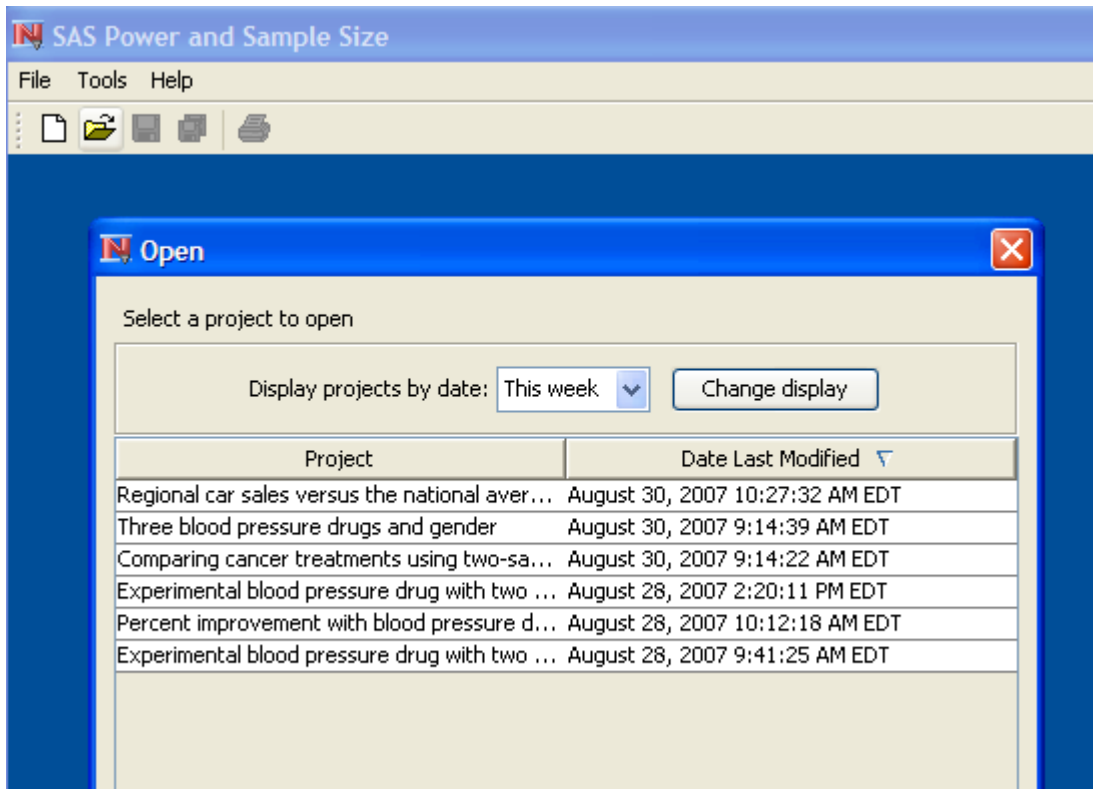 SAS Power and Sample Size
File Tools Help
Open
Select a project to open
Display projects by date: This week Change display
Project Date Last Modified
Regional car sales versus the national aver... August 30, 2007 10:27:32 AM EDT
Three blood pressure drugs and gender August 30, 2007 9:14:39 AM EDT
Comparing cancer treatments using two-sa... August 30, 2007 9:14:22 AM EDT
Experimental blood pressure drug with two ... August 28, 2007 2:20:11 PM EDT
Percent improvement with blood pressure d... August 28, 2007 10:12:18 AM EDT
Experimental blood pressure drug with two ... August 28, 2007 9:41:25 AM EDT